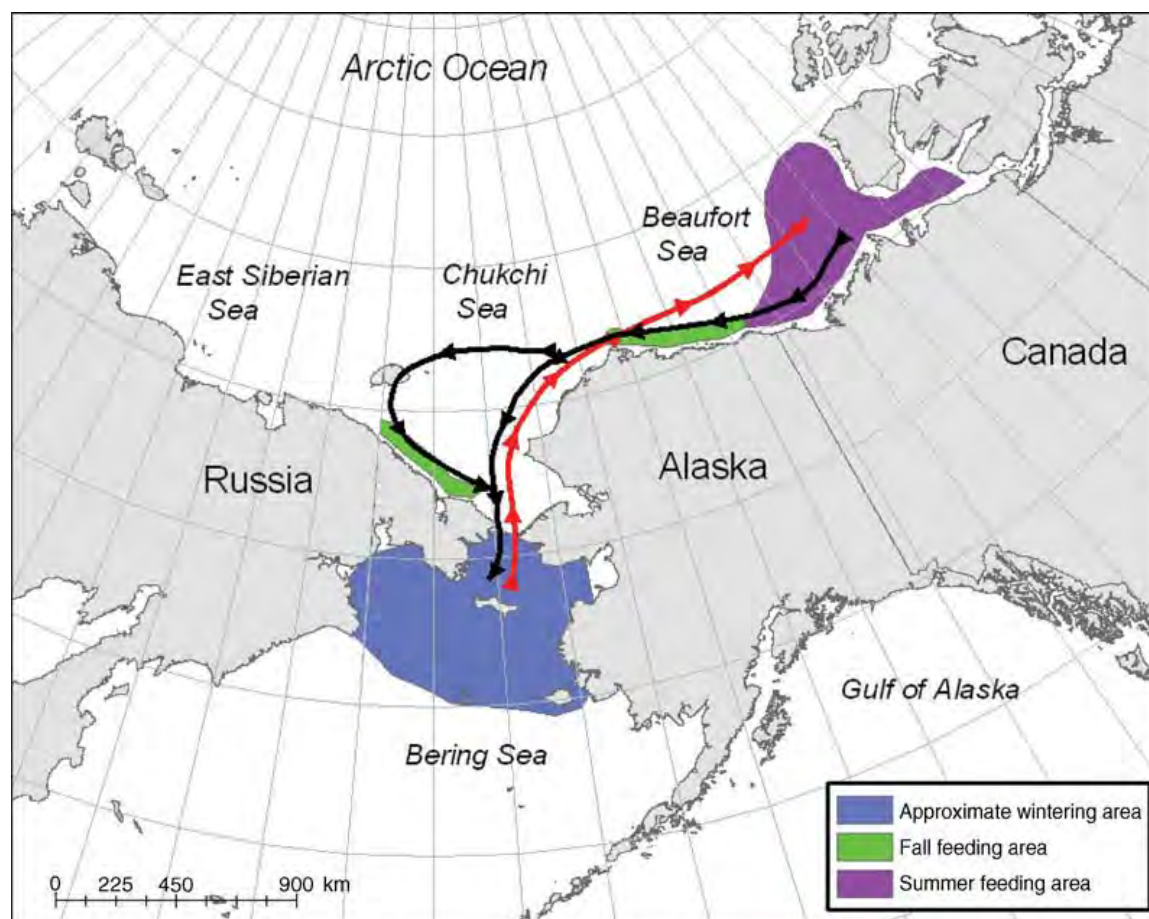 Arctic Ocean
Beaufort
Sea
East Siberian
Sea
Chukchi
Sea
Canada
Russia
Alaska
Gulf of Alaska
Bering Sea
Approximate wintering area
Fall feeding area
Summer feeding area
0 225 450 900 km